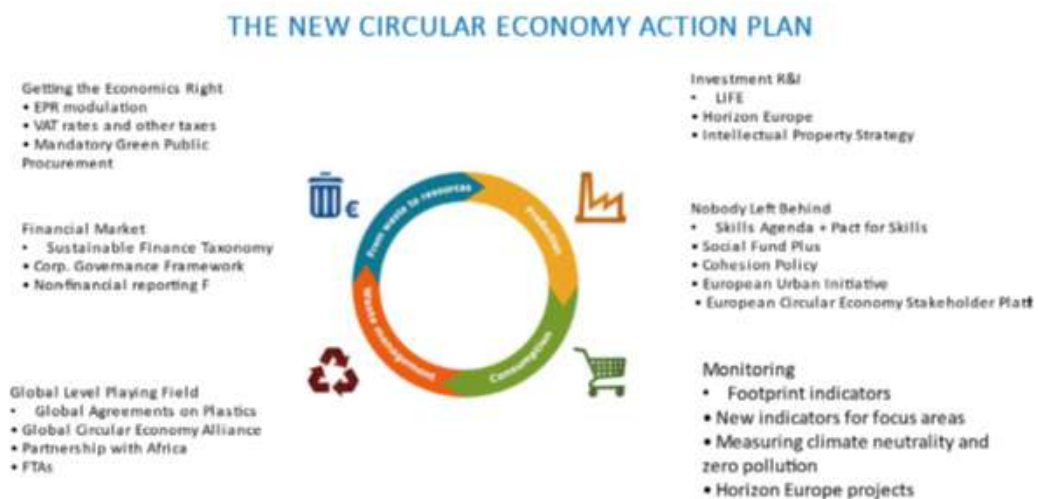 THE NEW CIRCULAR ECONOMY ACTION PLAN
Getting the Economics Right
• EPR modulation
• VAT rates and other taxes
• Mandatory Green Public
Procurement
Financial Market
• Sustainable Finance Taxonomy
• Corp. Governance Framework
• Nonfinancial reporting F
Global Level Playing Field
• Global Agreements on Plastics
• Global Circular Economy Alliance
• Partnership with Africa
• FTAs
€
From waste to resources
Production
Consumption
Waste management
Investment R&I
• LIFE
• Horizon Europe
• Intellectual Property Strategy
Nobody Left Behind
• Skills Agenda + Pact for Skills
• Social Fund Plus
• Cohesion Policy
• European Urban Initiative
• European Circular Economy Stakeholder
Monitoring
• Footprint indicators
• New indicators for focus areas
• Measuring climate neutrality and
zero pollution
• Horizon Europe projects